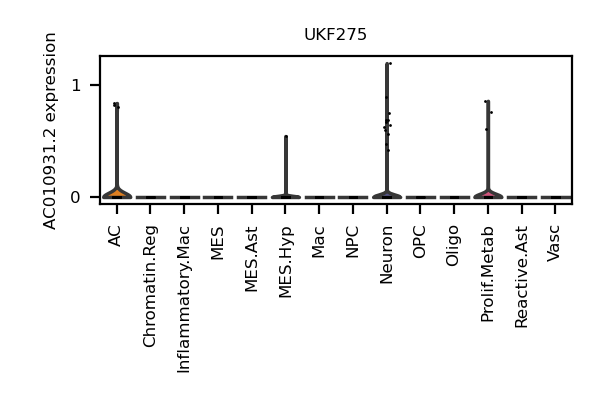 UKF275
AC010931.2 expression
1
0
AC
Chromatin.Reg
Inflammatory.Mac
MES
MES.Ast
MES.Hyp
Mac
NPC
Neuron
OPC
Oligo
Prolif.Metab
Reactive.Ast
Vasc